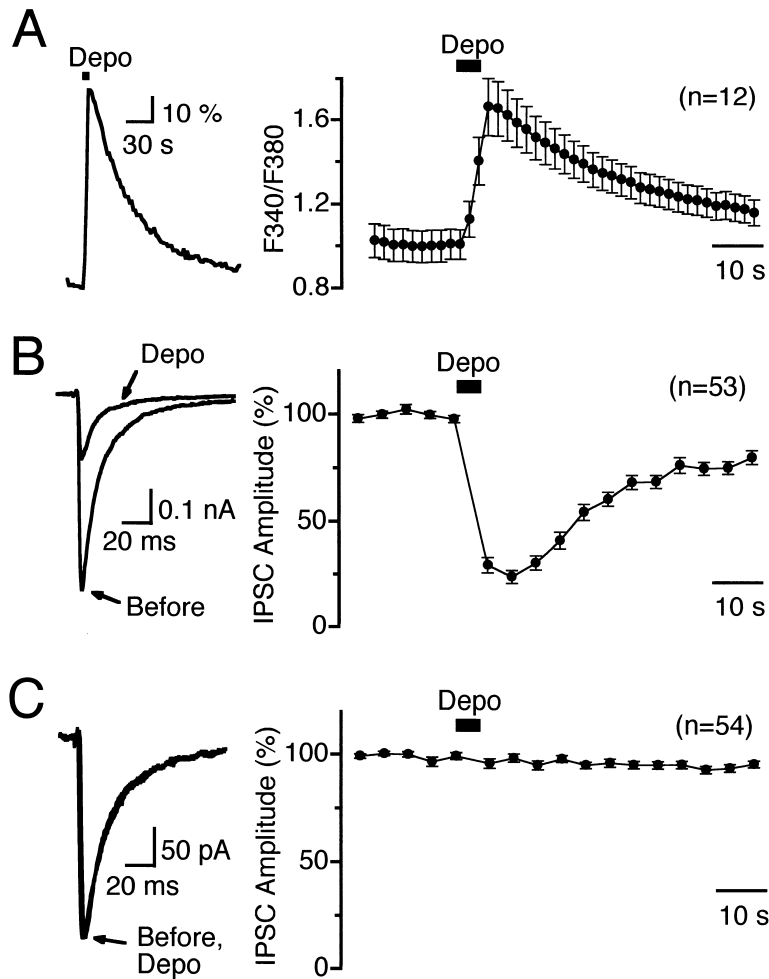 A
Depo
10 %
30 s
Depo
(n=12)
F340/F380
1.6
1.2
0.8
10 s
B
Depo
0.1 nA
20 ms
Before
Depo
(n=53)
IPSC Amplitude (%)
100
50
0
10 s
C
50 pA
20 ms
Before,
Depo
Depo
(n=54)
IPSC Amplitude (%)
100
50
0
10 s